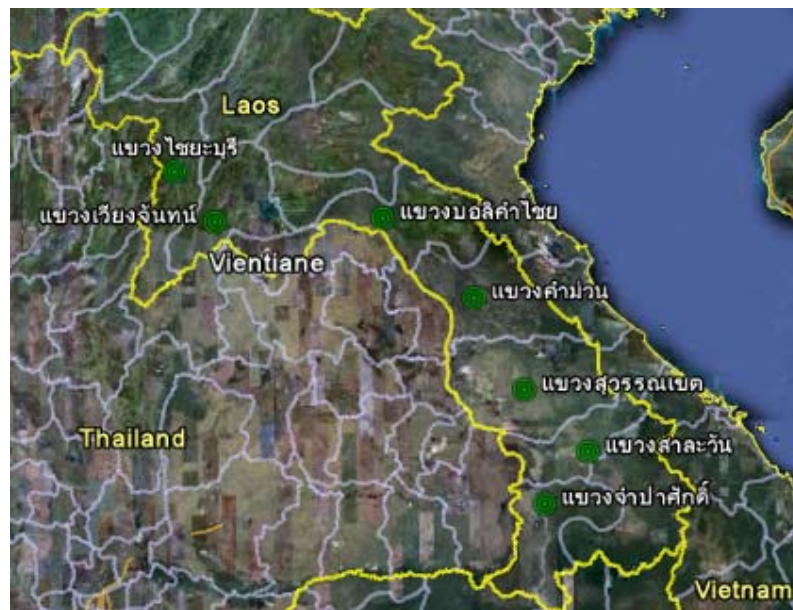 Laos
แขวงไชยะบุรี
แขวงเวียงจันทน์
แขวงบอลิคำไชย
Vientiane
แขวงคำม่วน
แขวงสุวรรณเขต
Thailand
แขวงสาละวัน
แขวงจำปาศักดิ์
Vietnam